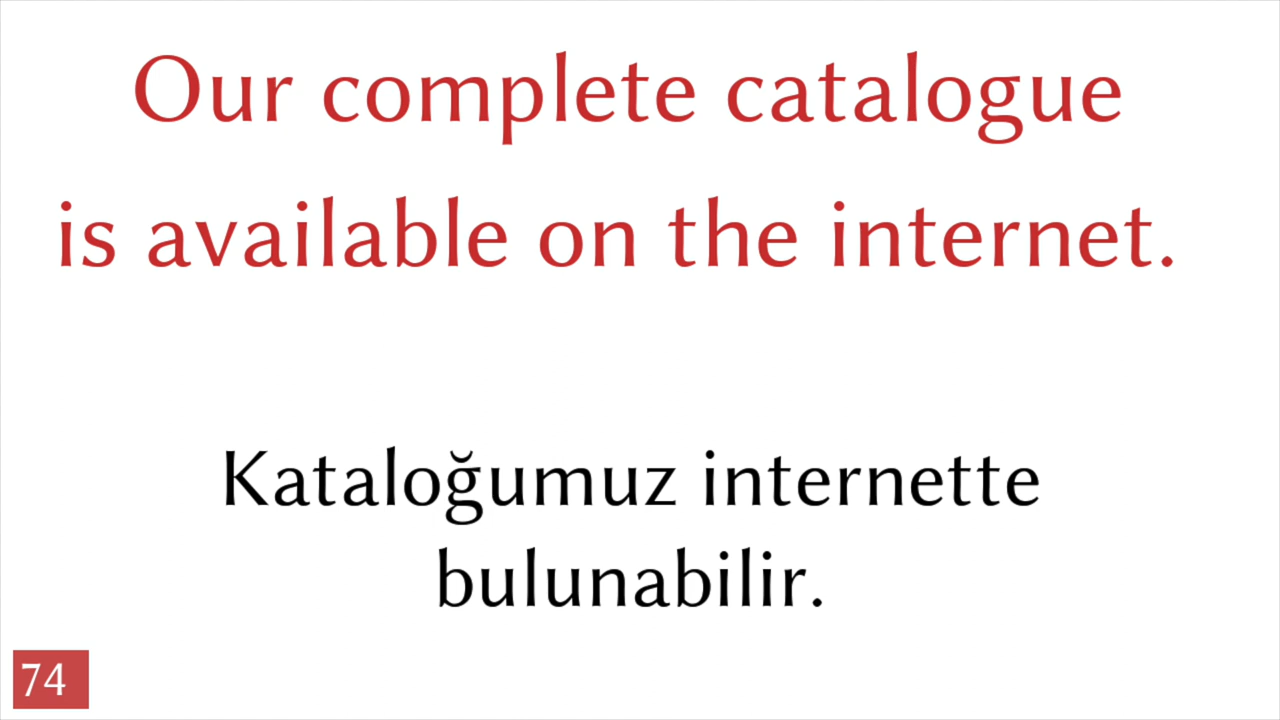 Our complete catalogue
is available on the internet.
Kataloğumuz internette
bulunabilir.
74